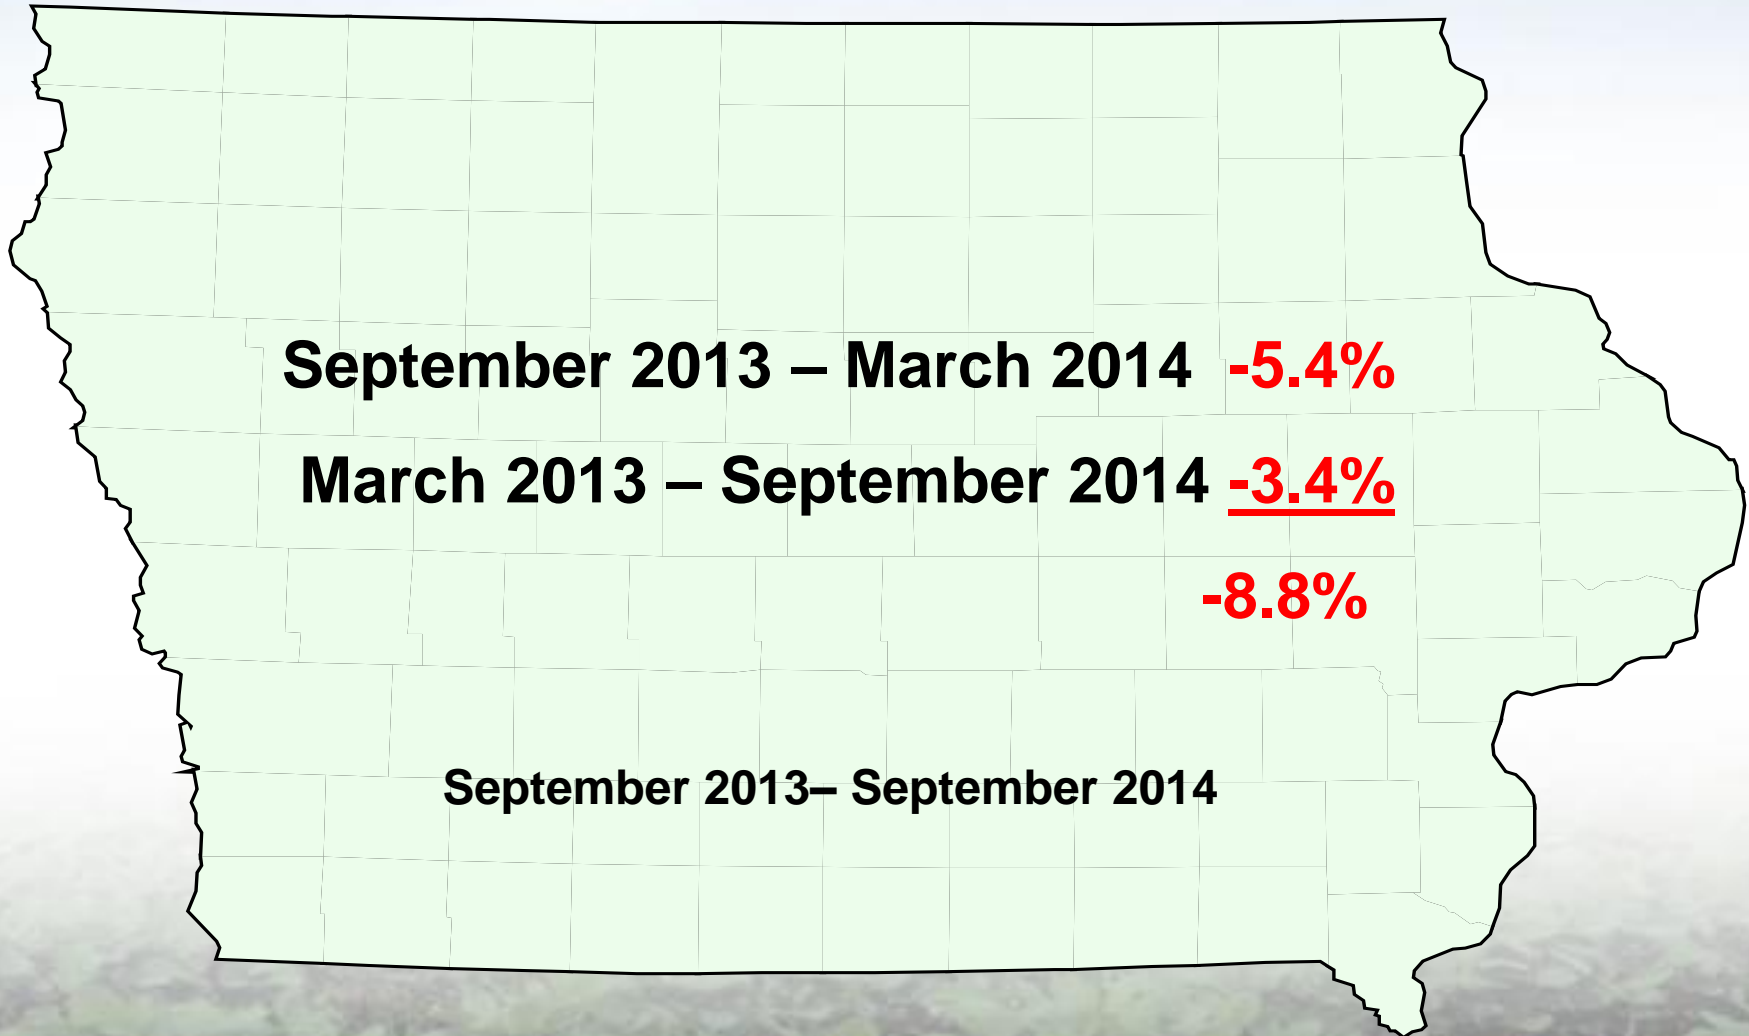 September 2013 – March 2014 -5.4%
March 2013 – September 2014 -3.4%
-8.8%
September 2013– September 2014